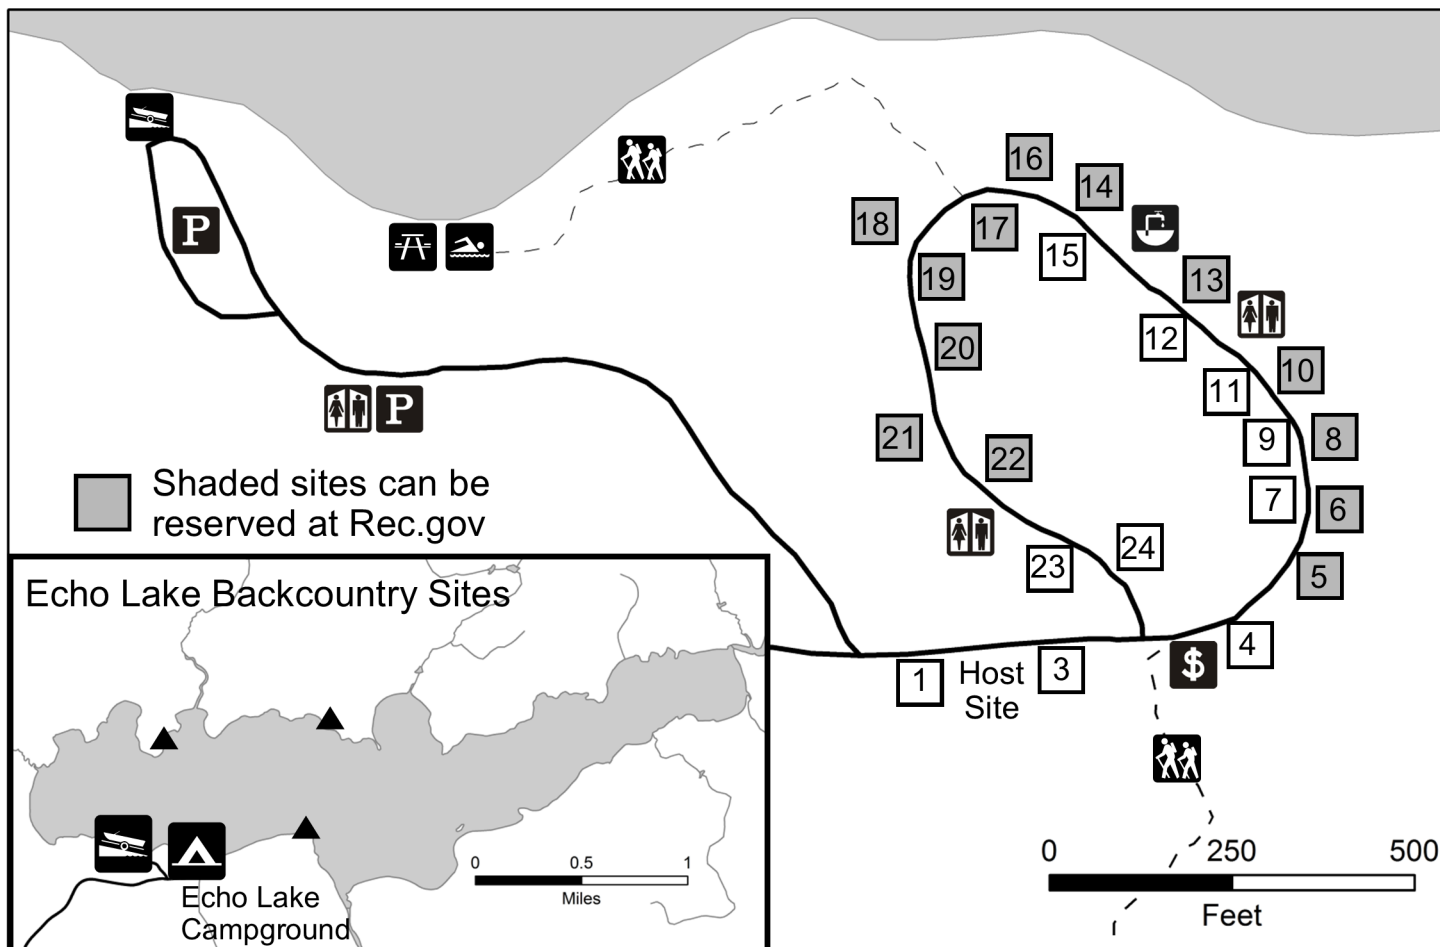 16
14
18
17
15
P
19
13
20
12
10
11
P
21
22
9
8
7
6
Shaded sites can be
reserved at Rec.gov
24
23
5
Echo Lake Backcountry Sites
4
1
Host
Site
3
$
0 250 500
Feet
0 0.5 1
Miles
Echo Lake
Campground